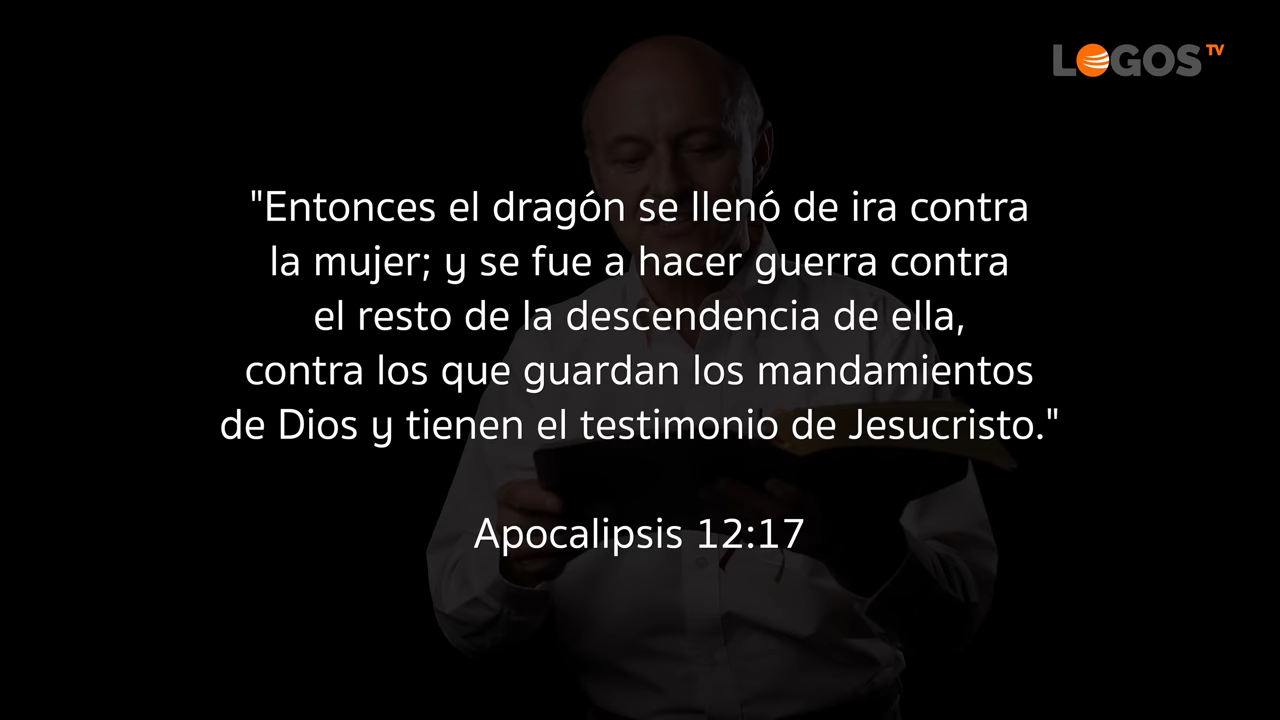 LOGOS TV
"Entonces el dragón se llenó de ira contra
la mujer; y se fue a hacer guerra contra
el resto de la descendencia de ella,
contra los que guardan los mandamientos
de Dios y tienen el testimonio de Jesucristo."
Apocalipsis 12:17